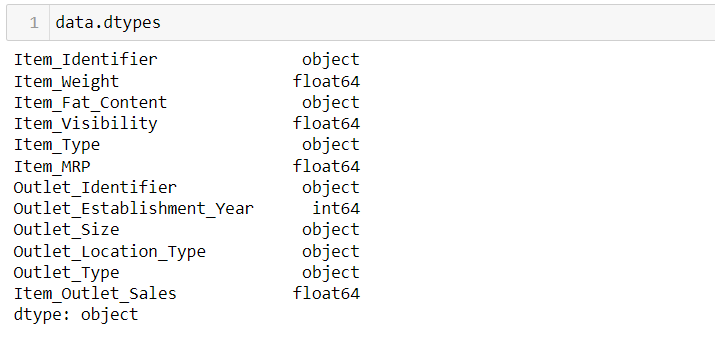 1 data.dtypes
Item_Identifier object
Item_Weight float64
Item_Fat_Content object
Item_Visibility float64
Item_Type object
Item_MRP float64
Outlet_Identifier object
Outlet_Establishment_Year int64
Outlet_Size object
Outlet_Location_Type object
Outlet_Type object
Item_Outlet_Sales float64
dtype: object